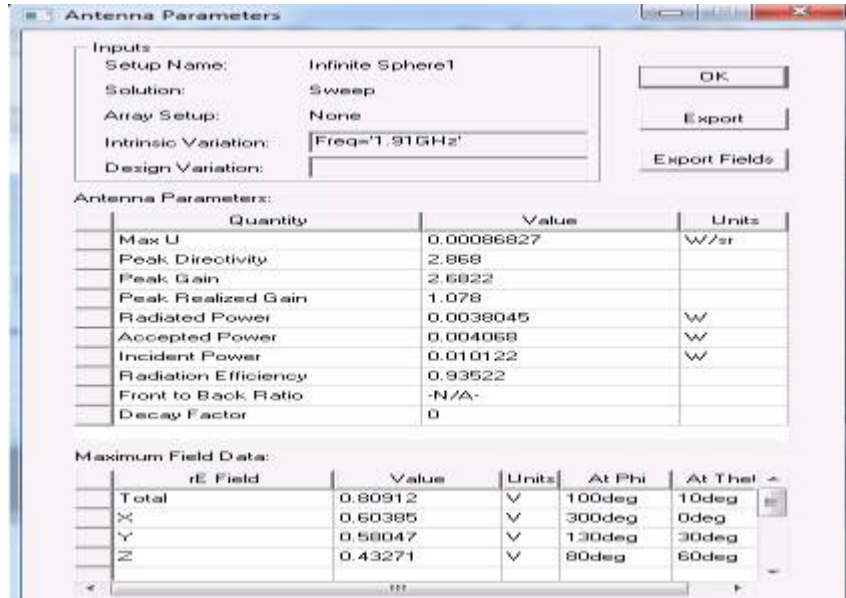 Antenna Parameters
Inputs
Setup Name: Infinite Sphere1
Solution: Sweep
Array Setup: None
Intrinsic Variation: Freq='1.91GHz'
Design Variation:
OK
Export
Export Fields
Antenna Parameters:
Quantity Value Units
Max U 0.00086827 W/sr
Peak Directivity 2.868
Peak Gain 2.6822
Peak Realized Gain 1.078
Radiated Power 0.0038045 W
Accepted Power 0.004068 W
Incident Power 0.010122 W
Radiation Efficiency 0.93522
Front to Back Ratio -N/A-
Decay Factor 0
Maximum Field Data:
rE Field Value Units At Phi At Thet
Total 0.80912 V 100deg 10deg
X 0.60385 V 300deg 0deg
Y 0.58047 V 130deg 30deg
Z 0.43271 V 80deg 60deg